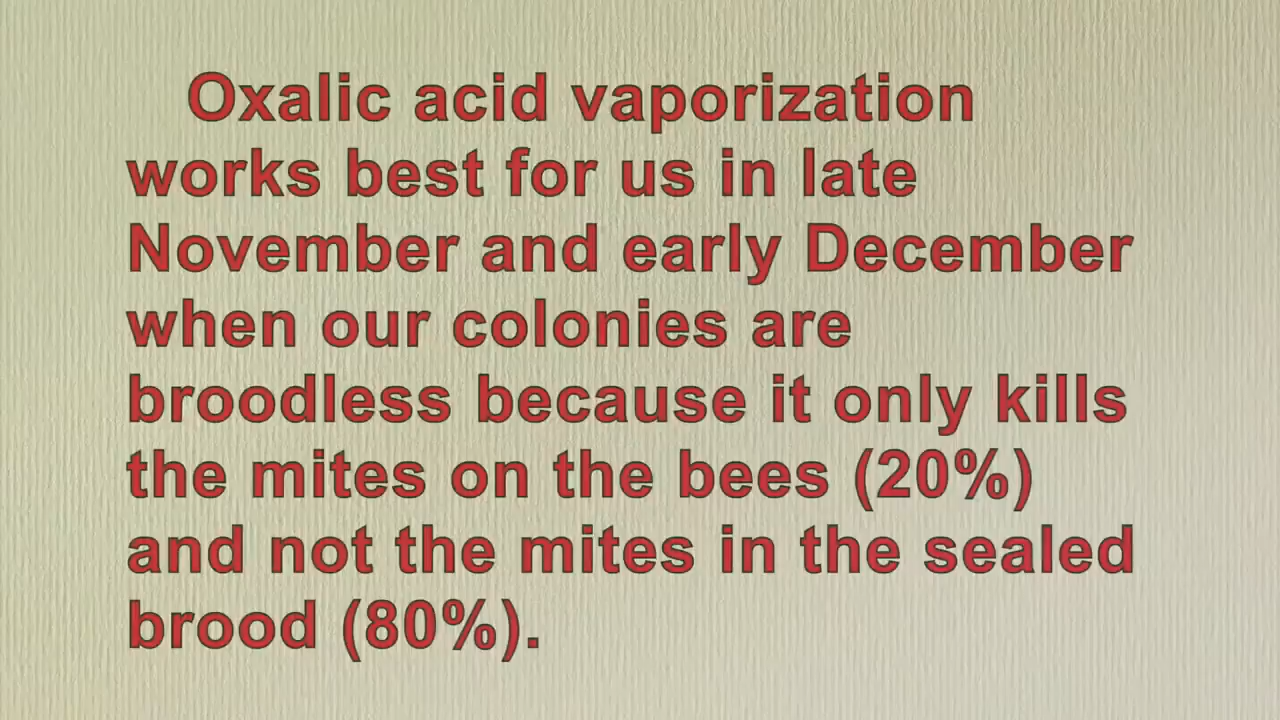 Oxalic acid vaporization
works best for us in late
November and early December
when our colonies are
broodless because it only kills
the mites on the bees (20%)
and not the mites in the sealed
brood (80%).